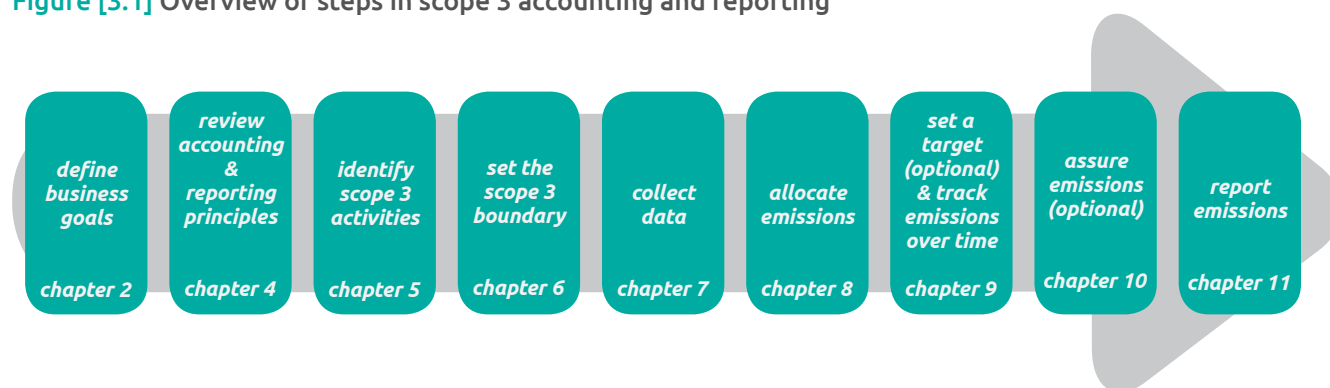 Figure [3.1] Overview of steps in scope 3 accounting and reporting
define
business
goals
chapter 2
review
accounting
&
reporting
principles
chapter 4
identify
scope 3
activities
chapter 5
set the
scope 3
boundary
chapter 6
collect
data
chapter 7
allocate
emissions
chapter 8
set a
target
(optional)
& track
emissions
over time
chapter 9
assure
emissions
(optional)
chapter 10
report
emissions
chapter 11